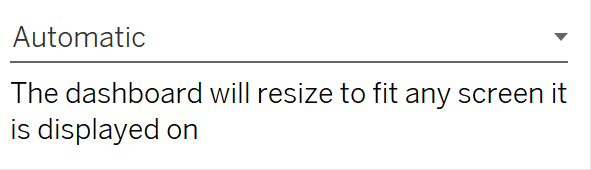 Automatic
The dashboard will resize to fit any screen it
is displayed on